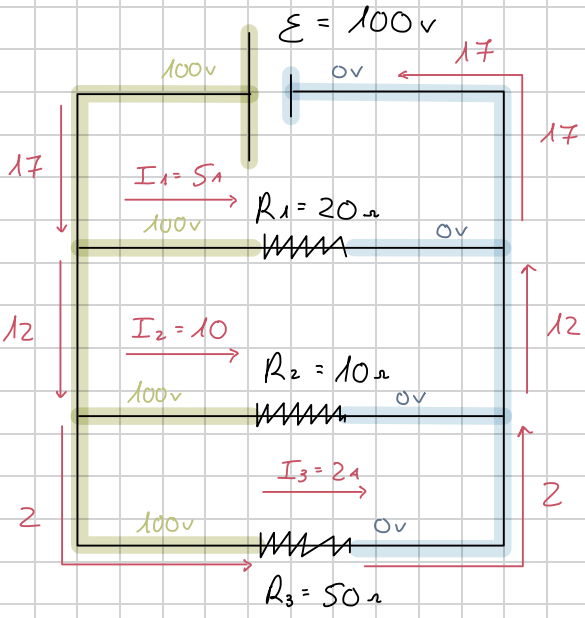 ε = 100v
17
100v
0v
17
17
I1 = 5A
R1 = 20Ω
100v
0v
12
I2 = 10
12
R2 = 10Ω
100v
0v
I3 = 2A
2
2
100v
0v
R3 = 50Ω